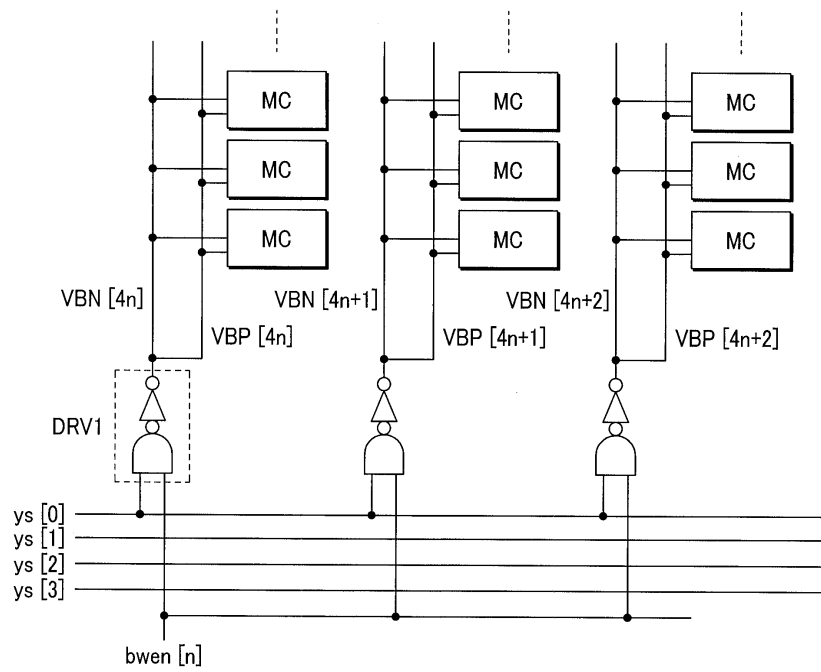 MC MC MC
MC MC MC
MC MC MC
VBN [4n] VBN [4n+1] VBN [4n+2]
VBP [4n] VBP [4n+1] VBP [4n+2]
DRV1
ys [0]
ys [1]
ys [2]
ys [3]
bwen [n]